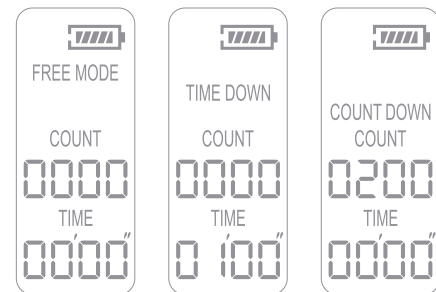 FREE MODE
COUNT
0000
TIME
00'00"
TIME DOWN
COUNT
0000
TIME
01'00"
COUNT DOWN
COUNT
0200
TIME
00'00"